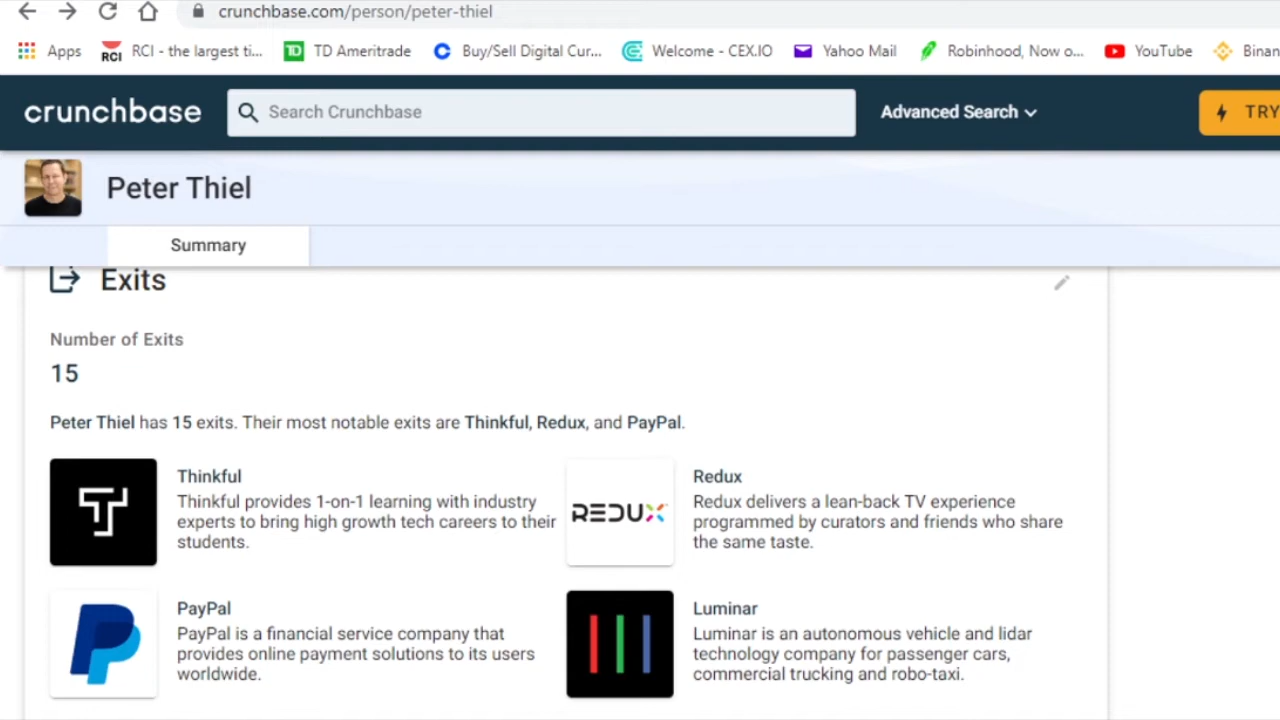 crunchbase.com/person/peter-thiel
Apps RCI RCI - the largest ti... TD TD Ameritrade Buy/Sell Digital Cur... Welcome - CEX.IO Yahoo Mail Robinhood, Now o... YouTube Binan
crunchbase Search Crunchbase Advanced Search TRY
Peter Thiel
Summary
Exits
Number of Exits
15
Peter Thiel has 15 exits. Their most notable exits are Thinkful, Redux, and PayPal.
Thinkful
Thinkful provides 1-on-1 learning with industry
experts to bring high growth tech careers to their
students.
REDUX
Redux
Redux delivers a lean-back TV experience
programmed by curators and friends who share
the same taste.
PayPal
PayPal is a financial service company that
provides online payment solutions to its users
worldwide.
Luminar
Luminar is an autonomous vehicle and lidar
technology company for passenger cars,
commercial trucking and robo-taxi.